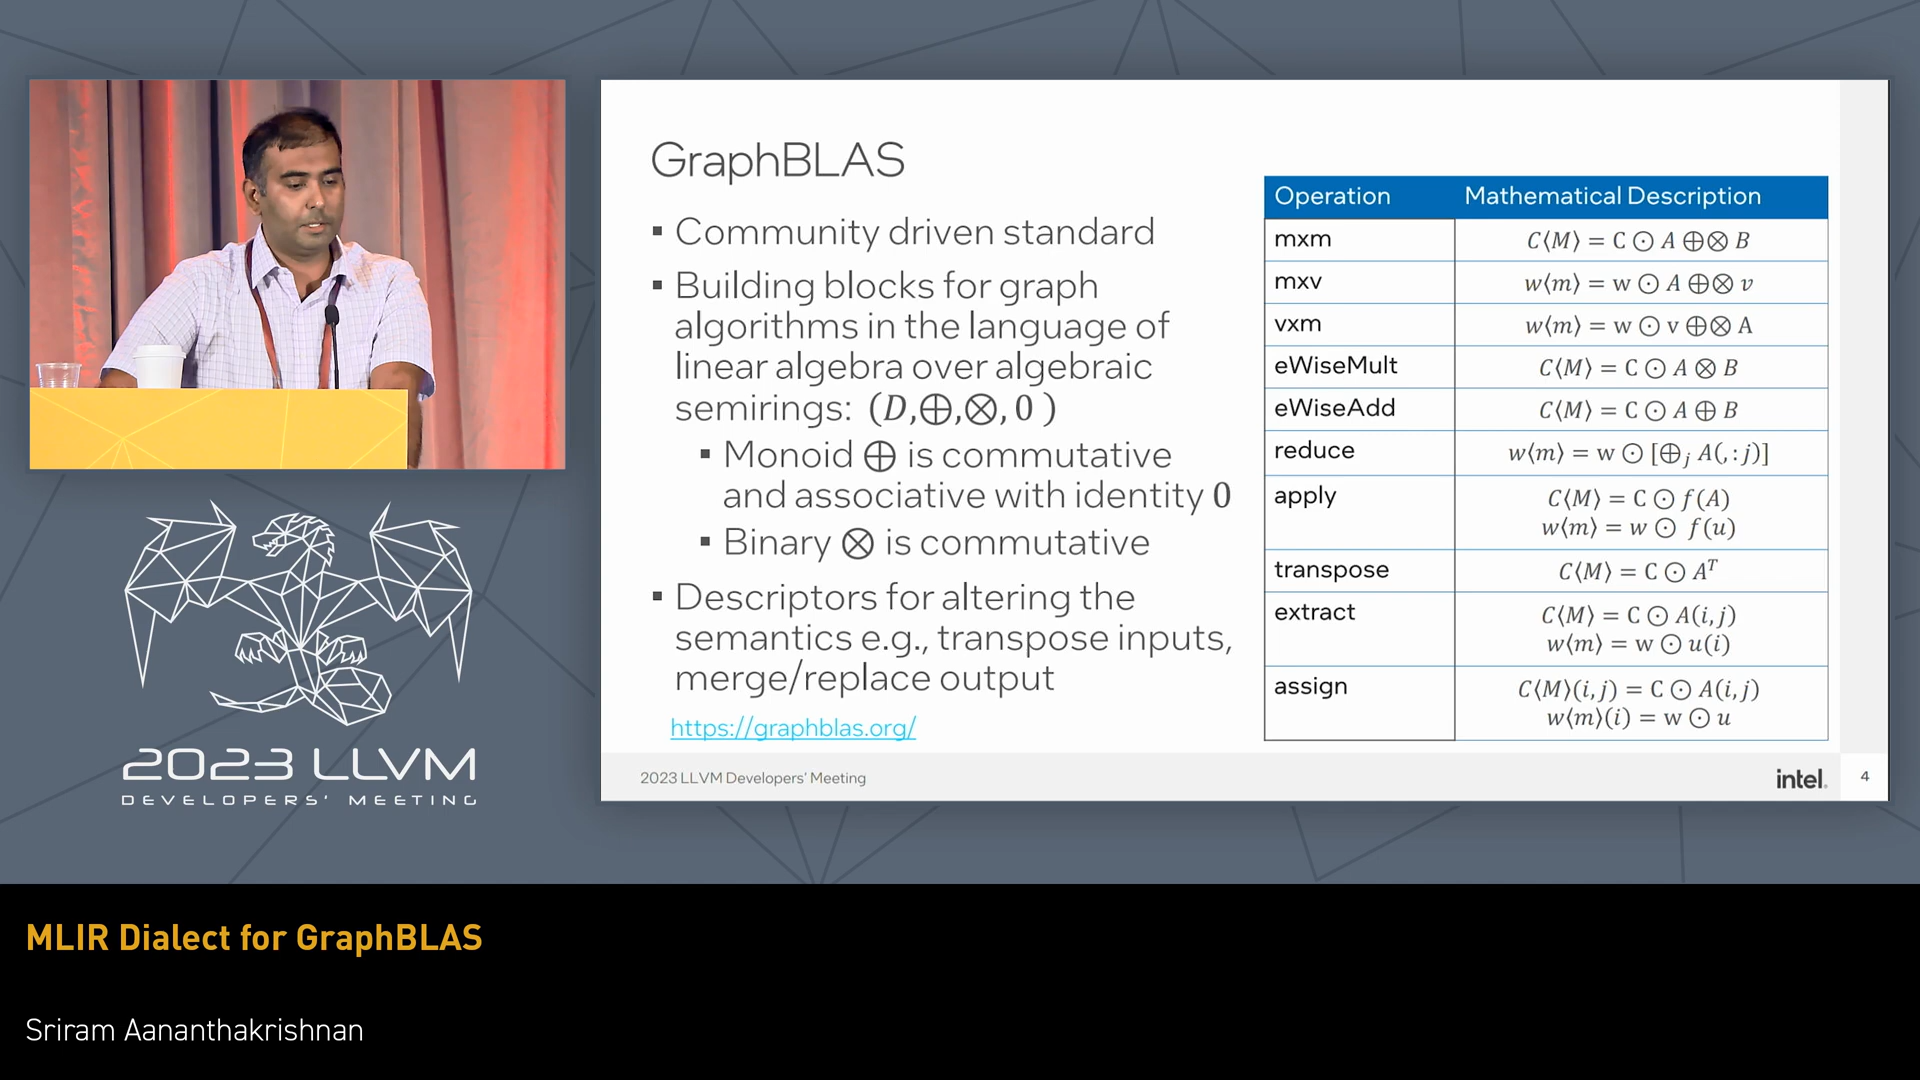 GraphBLAS
▪ Community driven standard
▪ Building blocks for graph
algorithms in the language of
linear algebra over algebraic
semirings: (D,⊕,⊗, 0 )
▪ Monoid ⊕ is commutative
and associative with identity 0
▪ Binary ⊗ is commutative
▪ Descriptors for altering the
semantics e.g., transpose inputs,
merge/replace output
https://graphblas.org/
Operation Mathematical Description
mxm C⟨M⟩ = C ⊙ A ⊕⊗ B
mxv w⟨m⟩ = w ⊙ A ⊕⊗ v
vxm w⟨m⟩ = w ⊙ v ⊕⊗ A
eWiseMult C⟨M⟩ = C ⊙ A ⊗ B
eWiseAdd C⟨M⟩ = C ⊙ A ⊕ B
reduce w⟨m⟩ = w ⊙ [⊕j A(,:j)]
apply C⟨M⟩ = C ⊙ f(A)
w⟨m⟩ = w ⊙ f(u)
transpose C⟨M⟩ = C ⊙ Aᵀ
extract C⟨M⟩ = C ⊙ A(i,j)
w⟨m⟩ = w ⊙ u(i)
assign C⟨M⟩(i,j) = C ⊙ A(i,j)
w⟨m⟩(i) = w ⊙ u
2023 LLVM Developers' Meeting
intel.
4
2023 LLVM
DEVELOPERS' MEETING
MLIR Dialect for GraphBLAS
Sriram Aananthakrishnan